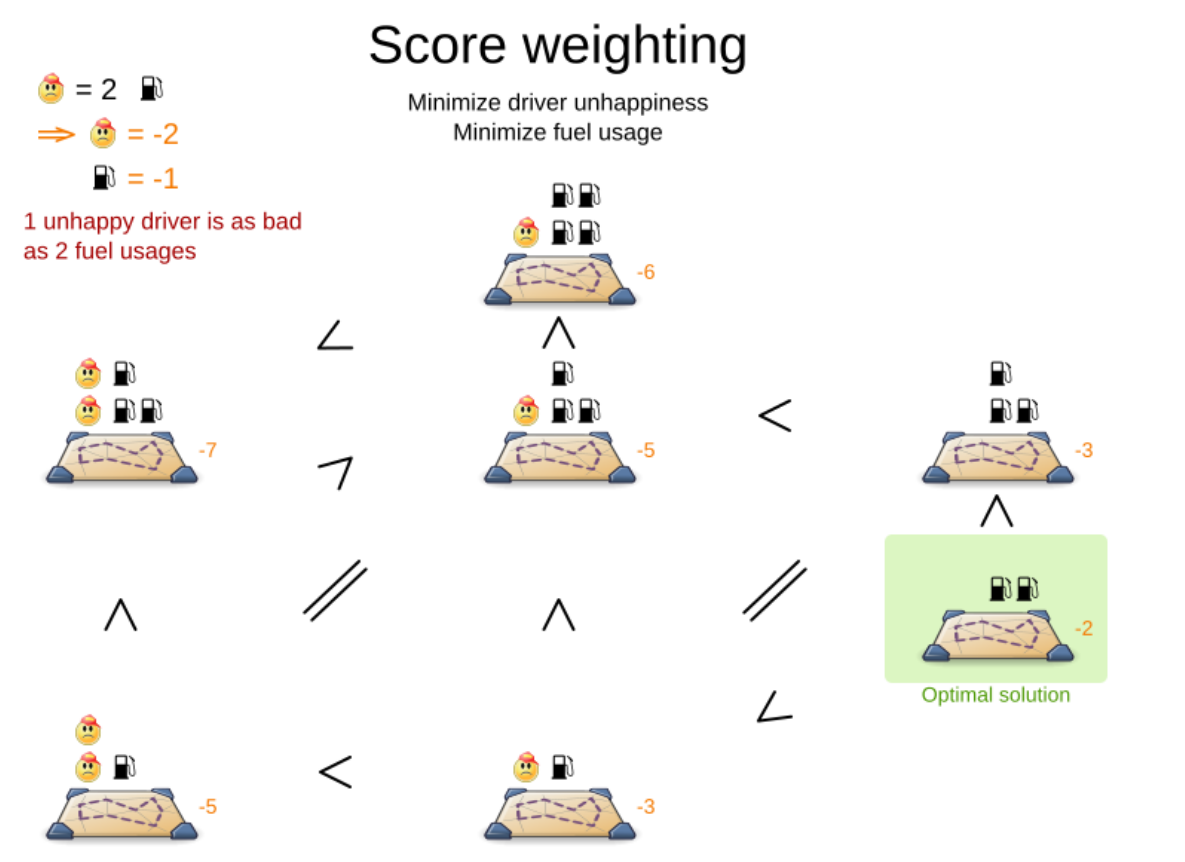 Score weighting
Minimize driver unhappiness
Minimize fuel usage
= 2
= -2
= -1
1 unhappy driver is as bad
as 2 fuel usages
-6
-7
-5
-3
-2
Optimal solution
-5
-3